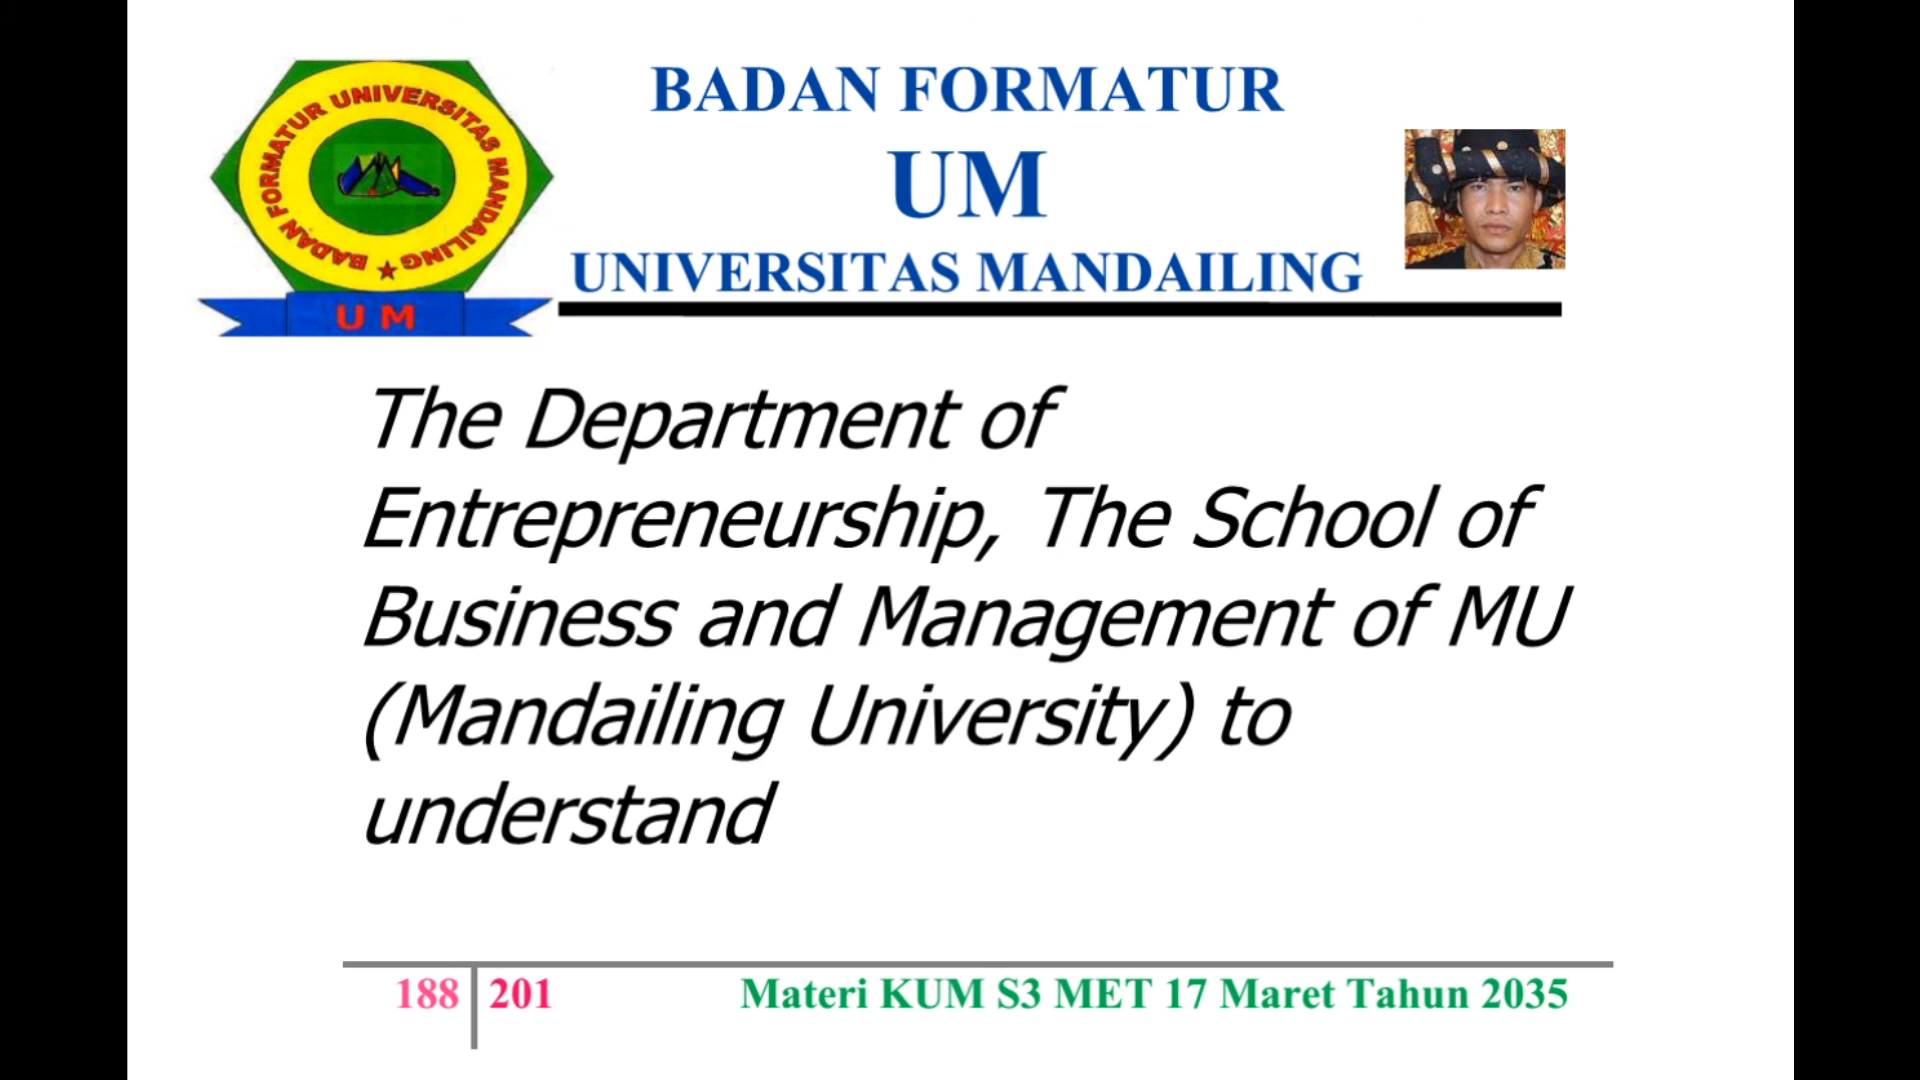 BADAN FORMATUR UNIVERSITAS MANDAILING
U M
BADAN FORMATUR
UM
UNIVERSITAS MANDAILING
The Department of
Entrepreneurship, The School of
Business and Management of MU
(Mandailing University) to
understand
188 201 Materi KUM S3 MET 17 Maret Tahun 2035